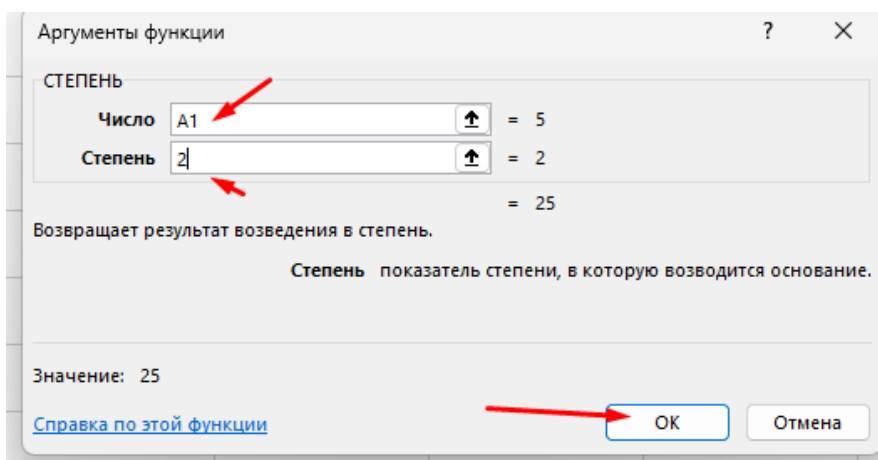 Аргументы функции ? ×
СТЕПЕНЬ
Число A1 = 5
Степень 2 = 2
= 25
Возвращает результат возведения в степень.
Степень показатель степени, в которую возводится основание.
Значение: 25
Справка по этой функции ОК Отмена